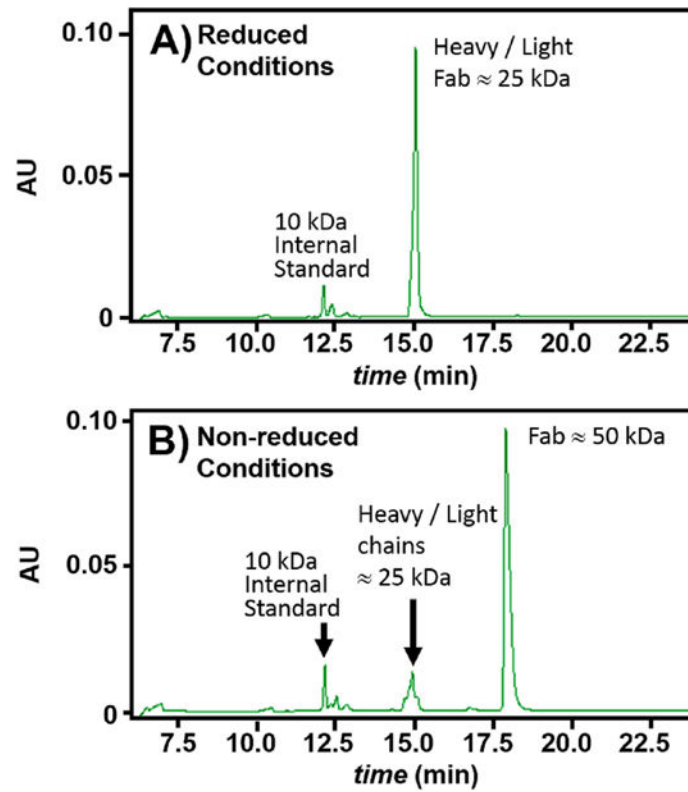 A) Reduced
Conditions
Heavy / Light
Fab ≈ 25 kDa
10 kDa
Internal
Standard
AU
0.10
0.05
0
7.5 10.0 12.5 15.0 17.5 20.0 22.5
time (min)
B) Non-reduced
Conditions
Fab ≈ 50 kDa
Heavy / Light
chains
≈ 25 kDa
10 kDa
Internal
Standard
AU
0.10
0.05
0
7.5 10.0 12.5 15.0 17.5 20.0 22.5
time (min)